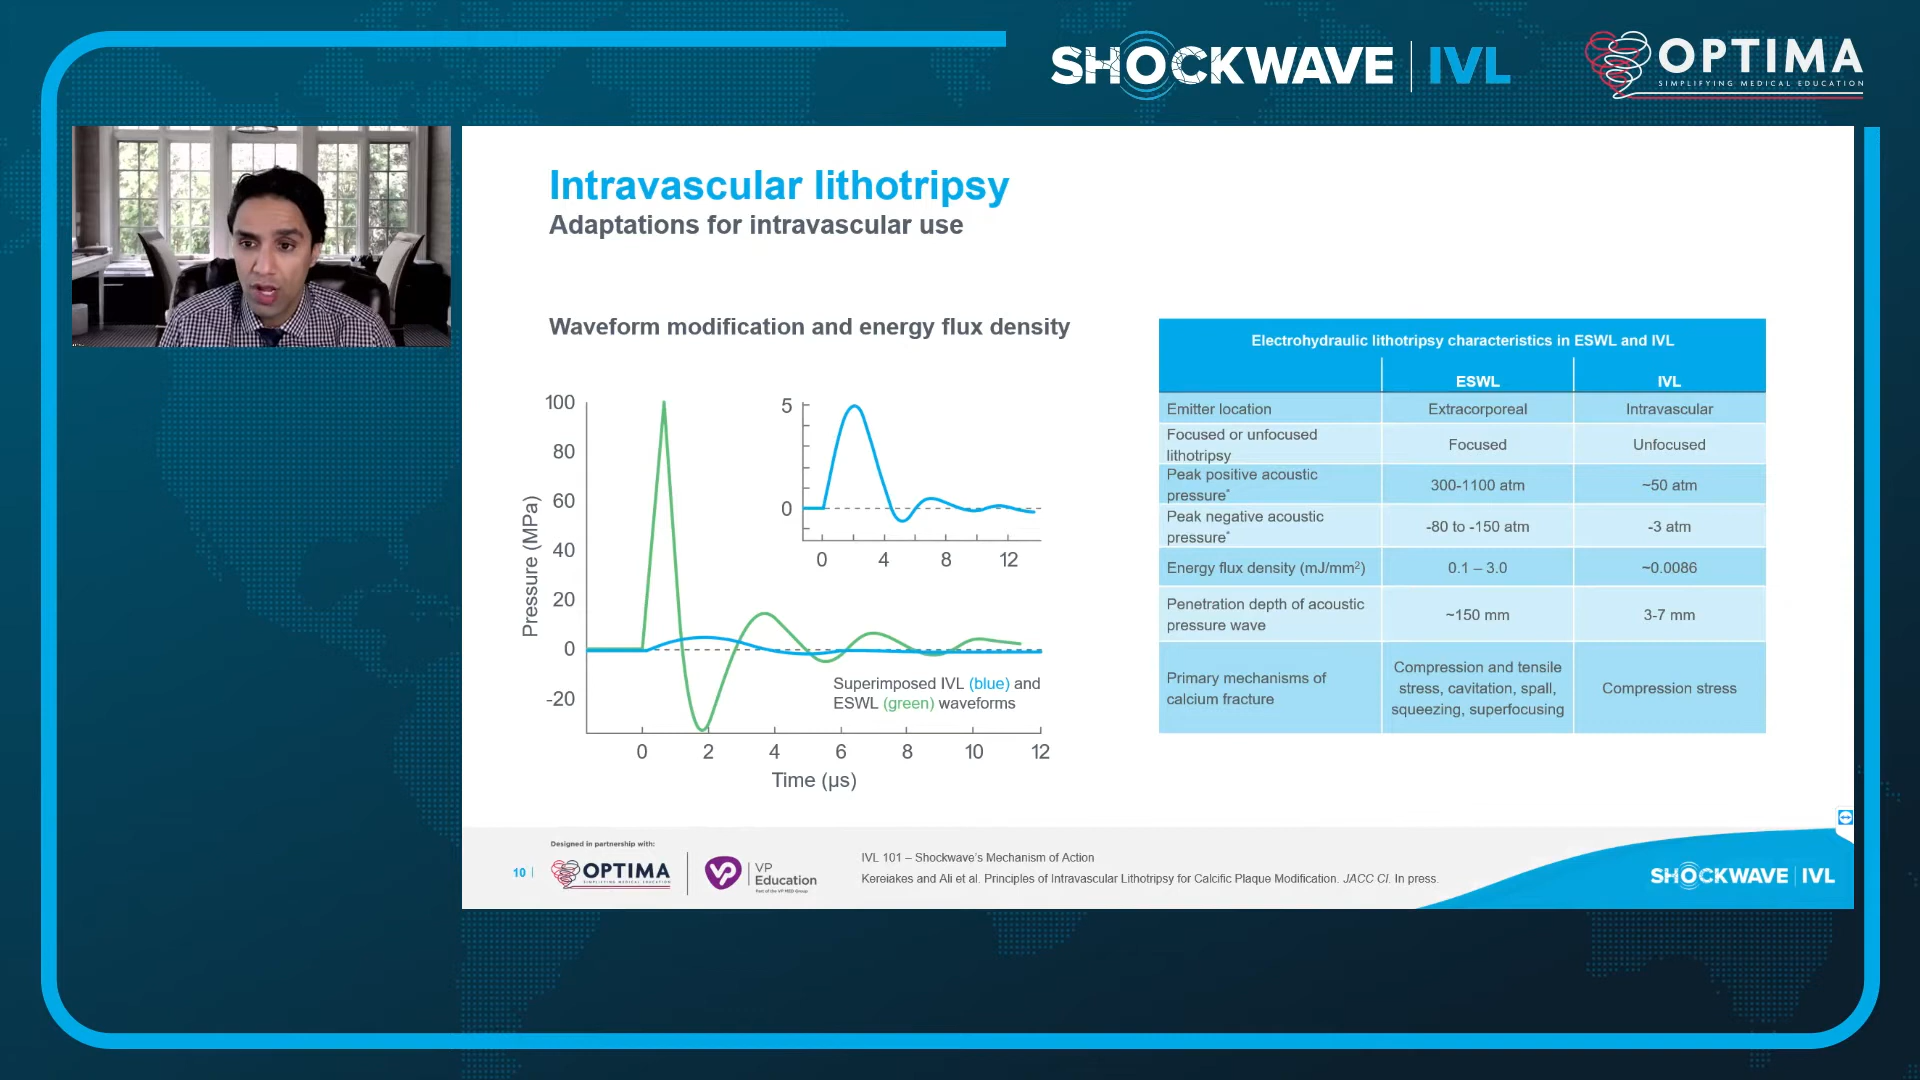 SHOCKWAVE | IVL
OPTIMA
SIMPLIFYING MEDICAL EDUCATION
Intravascular lithotripsy
Adaptations for intravascular use
Waveform modification and energy flux density
100
80
60
40
20
0
-20
Pressure (MPa)
0 2 4 6 8 10 12
Time (µs)
5
0
0 4 8 12
Superimposed IVL (blue) and
ESWL (green) waveforms
Electrohydraulic lithotripsy characteristics in ESWL and IVL
ESWL IVL
Emitter location Extracorporeal Intravascular
Focused or unfocused
lithotripsy Focused Unfocused
Peak positive acoustic
pressure* 300-1100 atm ~50 atm
Peak negative acoustic
pressure* -80 to -150 atm -3 atm
Energy flux density (mJ/mm²) 0.1 – 3.0 ~0.0086
Penetration depth of acoustic
pressure wave ~150 mm 3-7 mm
Primary mechanisms of
calcium fracture
Compression and tensile
stress, cavitation, spall,
squeezing, superfocusing
Compression stress
10 |
Designed in partnership with:
OPTIMA
SIMPLIFYING MEDICAL EDUCATION
VP
VP
Education
Part of the VP MED Group
IVL 101 – Shockwave’s Mechanism of Action
Kereiakes and Ali et al. Principles of Intravascular Lithotripsy for Calcific Plaque Modification. JACC CI. In press.
SHOCKWAVE | IVL